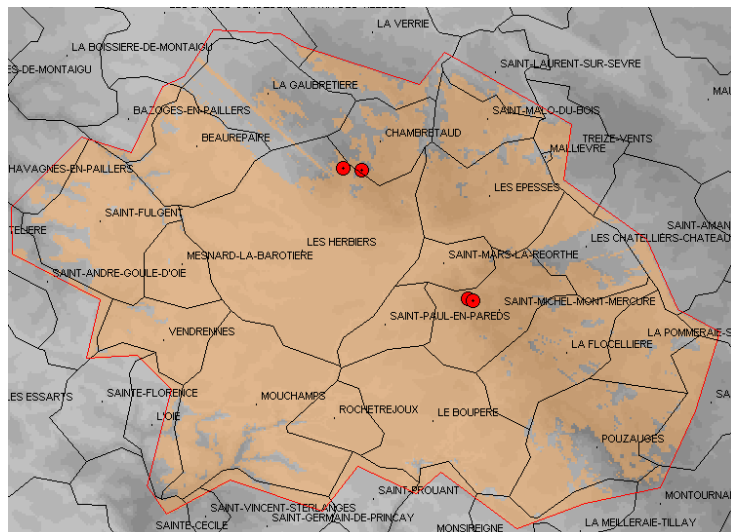 LA VERRIE
LA BOISSIERE-DE-MONTAIGU
SAINT-LAURENT-SUR-SEVRE
ES-DE-MONTAIGU
LA GAUBRETIERE
MAU
BAZOGES-EN-PAILLERS
SAINT-MALO-DU-BOIS
BEAUREPAIRE
CHAMBRETAUD
TREIZE-VENTS
MALLIEVRE
HAVAGNES-EN-PAILLERS
LES EPESSES
SAINT-FULGENT
SAINT-AMAN
TELIERE
LES HERBIERS
LES CHATELLIERS-CHATEAU
MESNARD-LA-BAROTIERE
SAINT-MARS-LA-REORTHE
SAINT-ANDRE-GOULE-D'OIE
SAINT-MICHEL-MONT-MERCURE
SAINT-PAUL-EN-PAREDS
VENDRENNES
LA POMMERAIE-S
LA FLOCELLIERE
SAINTE-FLORENCE
LES ESSARTS
MOUCHAMPS
SA
L'OIE
ROCHETREJOUX
LE BOUPERE
POUZAUGES
SAINT-PROUANT
MONTOURNAI
SAINT-VINCENT-STERLANGES
SAINT-GERMAIN-DE-PRINCAY
SAINTE-CECILE
MONSIREIGNE
LA MEILLERAIE-TILLAY